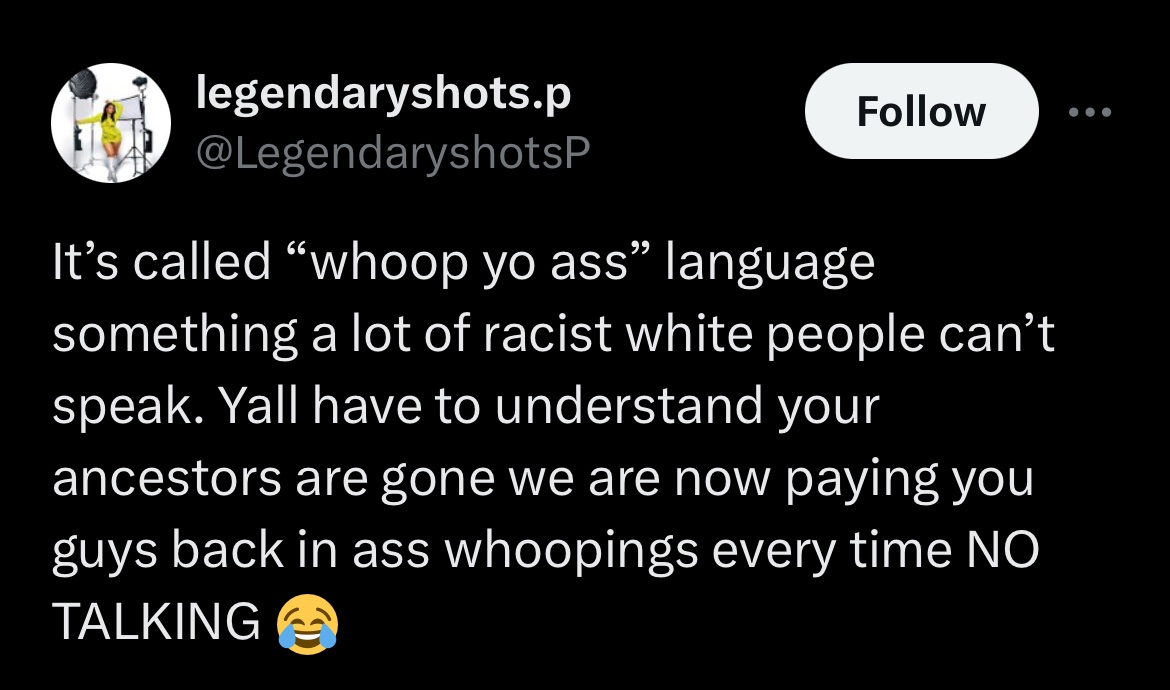 legendaryshots.p
Follow
@LegendaryshotsP
It’s called “whoop yo ass” language
something a lot of racist white people can’t
speak. Yall have to understand your
ancestors are gone we are now paying you
guys back in ass whoopings every time NO
TALKING 😂